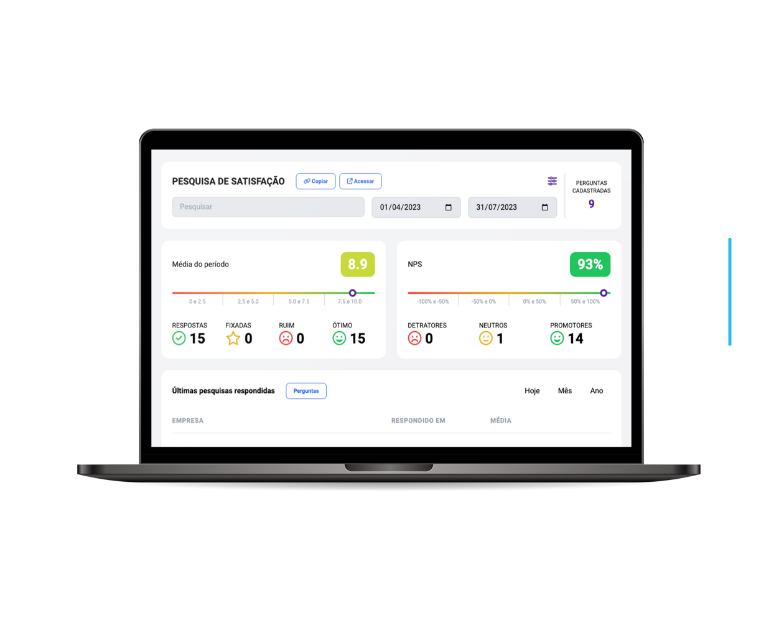 PESQUISA DE SATISFAÇÃO Copiar Acessar
PERGUNTAS
CADASTRADAS
9
Pesquisar 01/04/2023 31/07/2023
Média do período 8.9
0 e 2.5 2.5 e 5.0 5.0 e 7.5 7.5 e 10.0
RESPOSTAS FIXADAS RUIM ÓTIMO
15 0 0 15
NPS 93%
-100% e -50% -50% e 0% 0% e 50% 50% e 100%
DETRATORES NEUTROS PROMOTORES
0 1 14
Últimas pesquisas respondidas Perguntas Hoje Mês Ano
EMPRESA RESPONDIDO EM MÉDIA